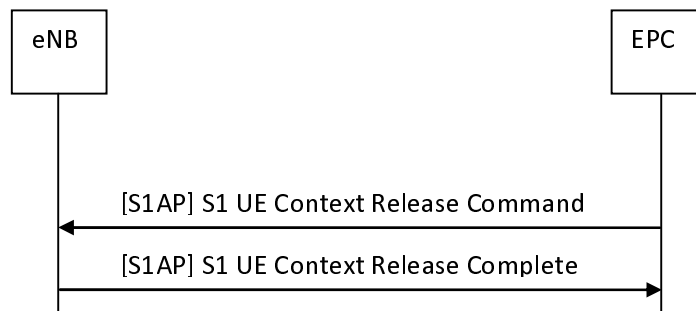 eNB
EPC
[S1AP] S1 UE Context Release Command
[S1AP] S1 UE Context Release Complete